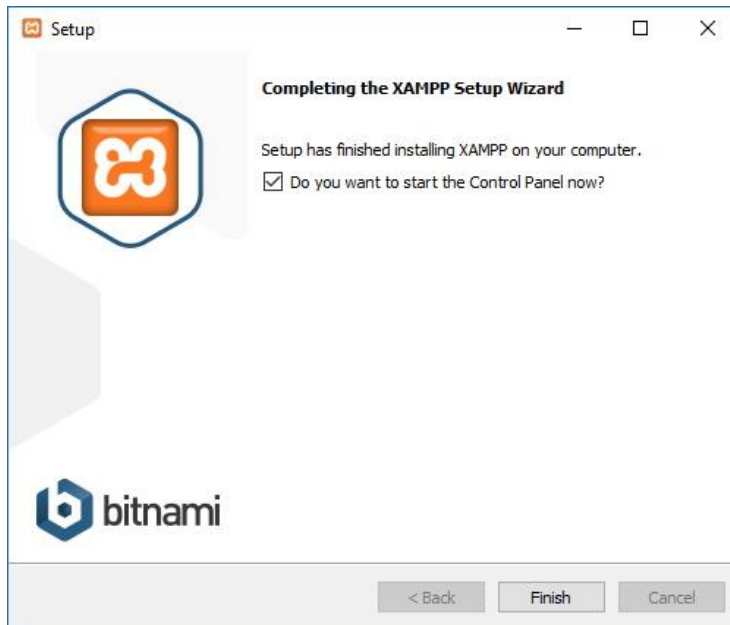 Setup
Completing the XAMPP Setup Wizard
Setup has finished installing XAMPP on your computer.
Do you want to start the Control Panel now?
bitnami
< Back
Finish
Cancel